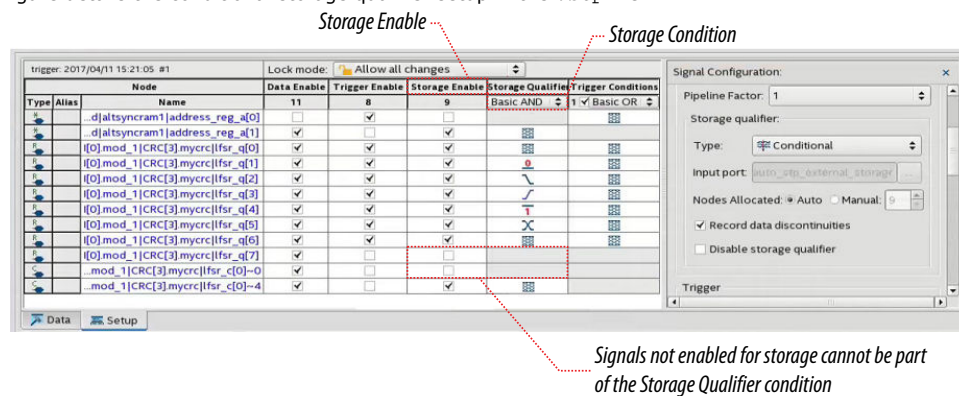 Storage Enable
Storage Condition
trigger: 2017/04/11 15:21:05 #1
Lock mode: Allow all changes
Signal Configuration:
Node Data Enable Trigger Enable Storage Enable Storage Qualifier Trigger Conditions
Type Alias Name 11 8 9 Basic AND 1 Basic OR
...d|altsyncram1|address_reg_a[0]
...d|altsyncram1|address_reg_a[1]
l[0].mod_1|CRC[3].mycrc|lfsr_q[0]
l[0].mod_1|CRC[3].mycrc|lfsr_q[1] 0
l[0].mod_1|CRC[3].mycrc|lfsr_q[2]
l[0].mod_1|CRC[3].mycrc|lfsr_q[3]
l[0].mod_1|CRC[3].mycrc|lfsr_q[4] 1
l[0].mod_1|CRC[3].mycrc|lfsr_q[5]
l[0].mod_1|CRC[3].mycrc|lfsr_q[6]
l[0].mod_1|CRC[3].mycrc|lfsr_q[7]
...mod_1|CRC[3].mycrc|lfsr_c[0]~0
...mod_1|CRC[3].mycrc|lfsr_c[0]~4
Data Setup
Pipeline Factor: 1
Storage qualifier:
Type: Conditional
Input port: auto_stp_external_storage ...
Nodes Allocated: Auto Manual: 9
Record data discontinuities
Disable storage qualifier
Trigger
Signals not enabled for storage cannot be part
of the Storage Qualifier condition